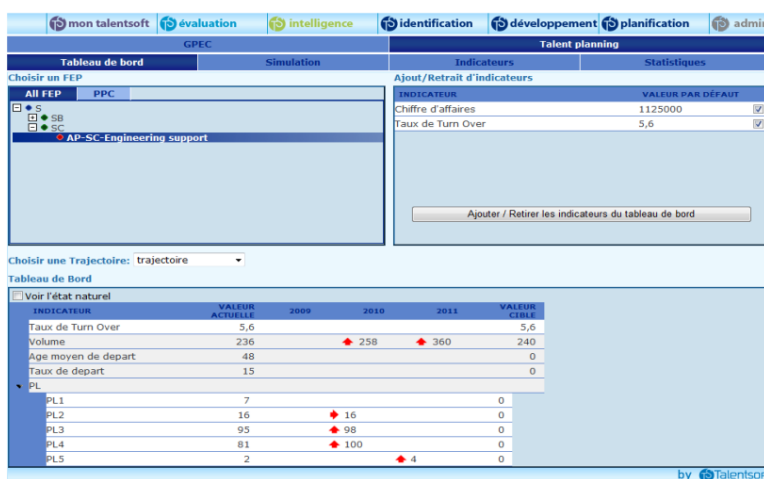 mon talentsoft évaluation intelligence identification développement planification admin
GPEC Talent planning
Tableau de bord Simulation Indicateurs Statistiques
Choisir un FEP Ajout/Retrait d'indicateurs
All FEP PPC INDICATEUR VALEUR PAR DÉFAUT
S Chiffre d'affaires 1125000
SB Taux de Turn Over 5,6
SC
AP-SC-Engineering support
Ajouter / Retirer les indicateurs du tableau de bord
Choisir une Trajectoire: trajectoire
Tableau de Bord
Voir l'état naturel
INDICATEUR VALEUR ACTUELLE 2009 2010 2011 VALEUR CIBLE
Taux de Turn Over 5,6 5,6
Volume 236 258 360 240
Age moyen de depart 48 0
Taux de depart 15 0
PL
PL1 7 0
PL2 16 16 0
PL3 95 98 0
PL4 81 100 0
PL5 2 4 0
by Talentsoft